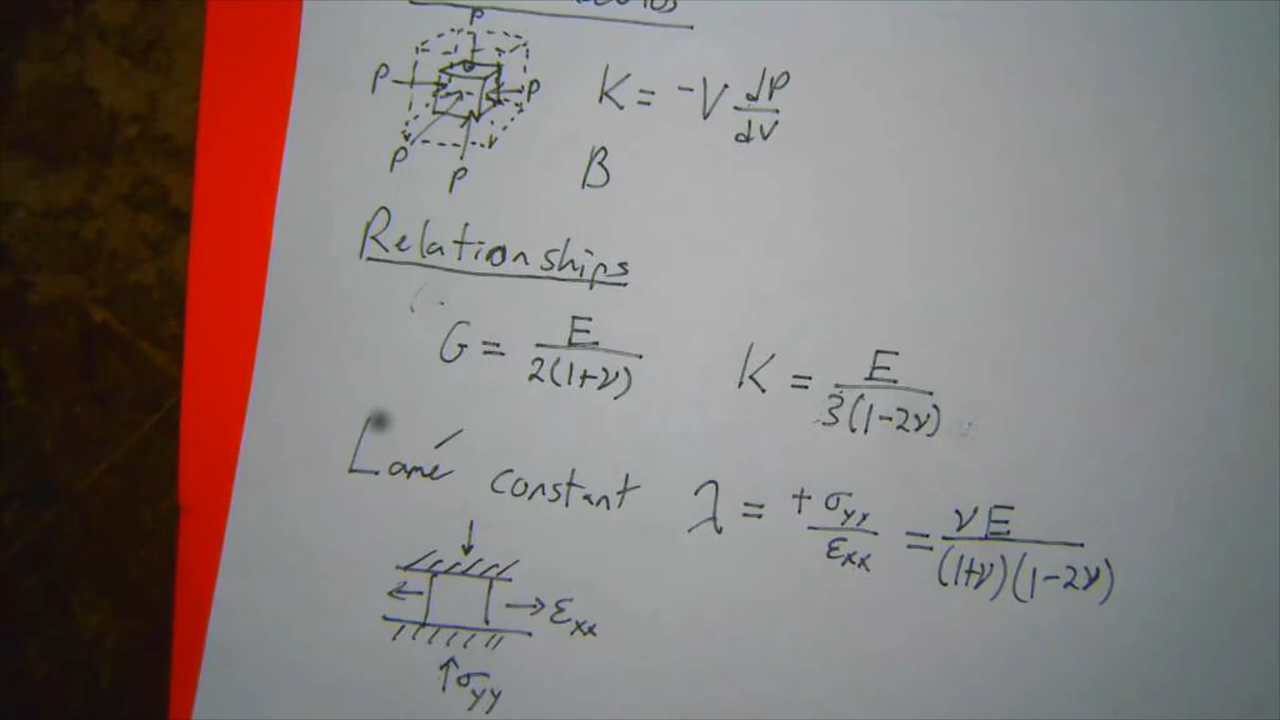 P
P P K = -V dP/dV
P
P B
Relationships
G = E/2(1+ν) K = E/3(1-2ν)
Lamé constant λ = +σyy/εxx = νE/(1+ν)(1-2ν)
εxx
σyy